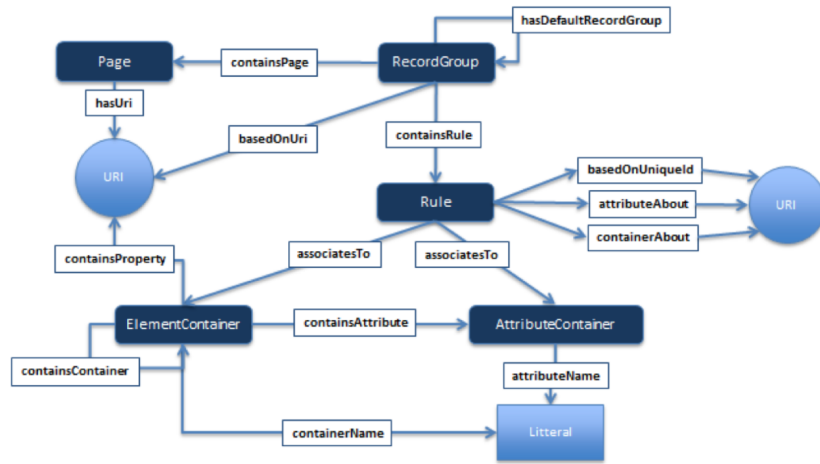 hasDefaultRecordGroup
Page
containsPage
RecordGroup
hasUri
basedOnUri
containsRule
URI
basedOnUniqueId
Rule
attributeAbout
URI
containerAbout
containsProperty
associatesTo
associatesTo
ElementContainer
containsAttribute
AttributeContainer
containsContainer
attributeName
containerName
Litteral